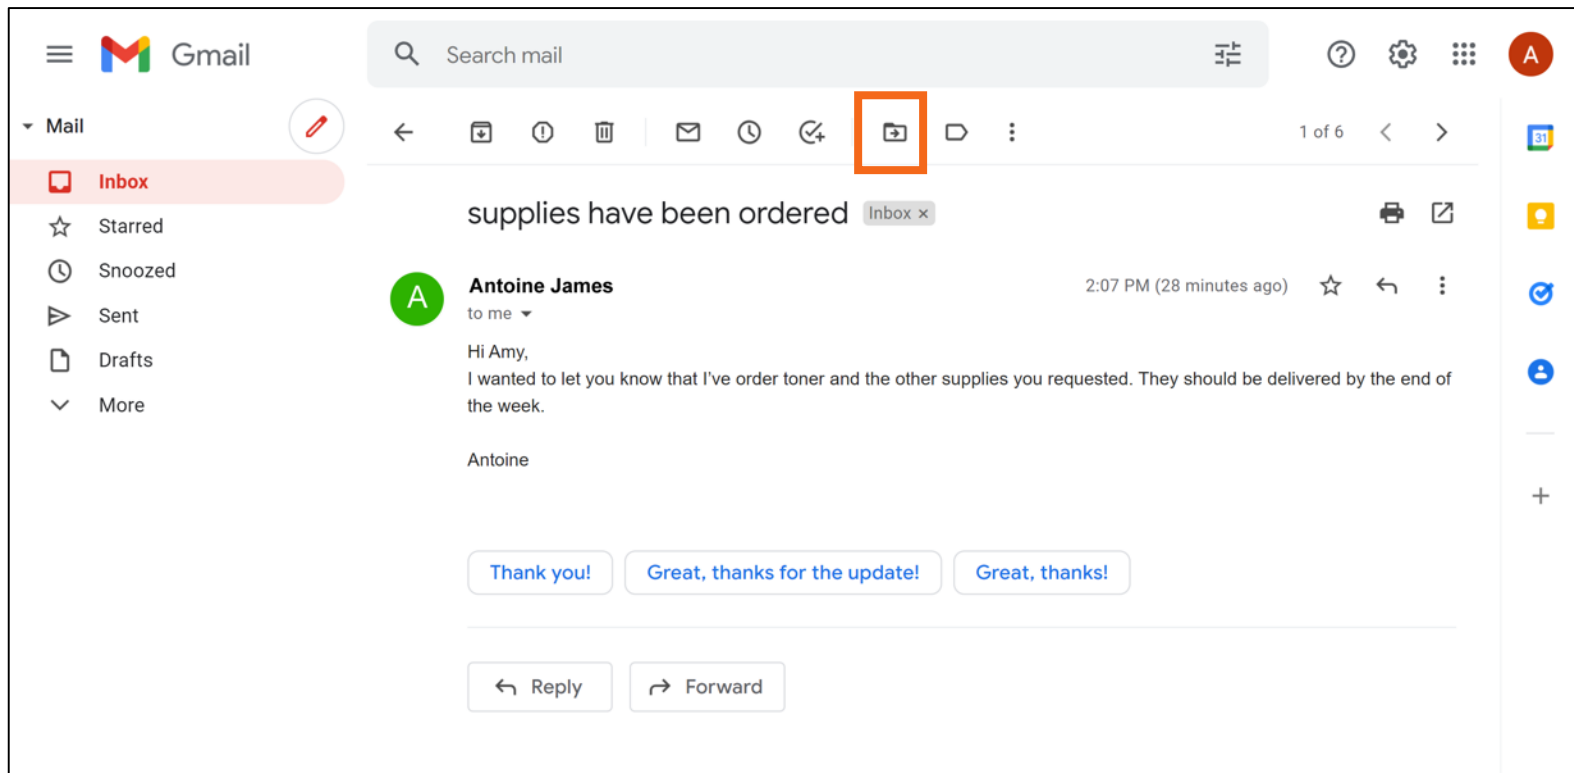 Gmail
Search mail
A
Mail
1 of 6
31
Inbox
Starred
Snoozed
Sent
Drafts
More
supplies have been ordered Inbox ×
A
Antoine James
2:07 PM (28 minutes ago)
to me
Hi Amy,
I wanted to let you know that I've order toner and the other supplies you requested. They should be delivered by the end of
the week.
Antoine
Thank you! Great, thanks for the update! Great, thanks!
Reply Forward